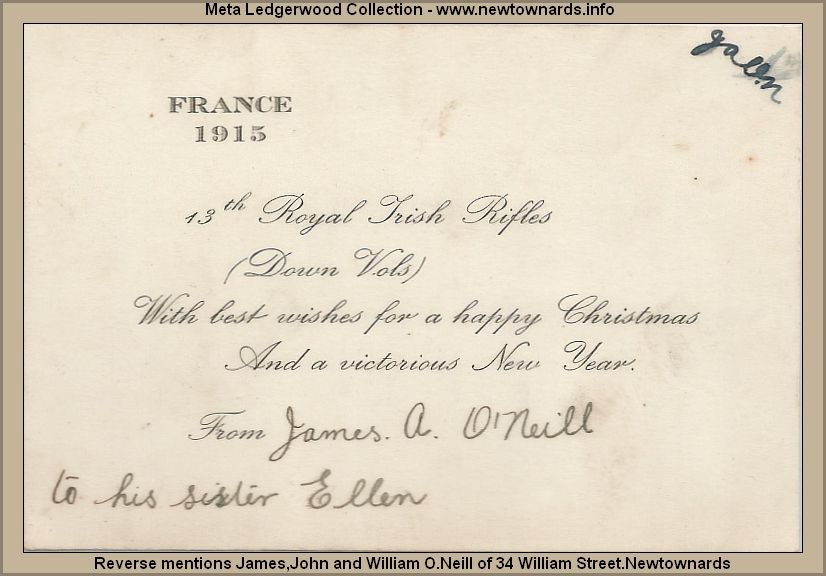 Meta Ledgerwood Collection - www.newtownards.info
FRANCE
1915
13th Royal Irish Rifles
(Down Vols)
With best wishes for a happy Christmas
And a victorious New Year.
From James. A. O'Neill
to his sister Ellen
Reverse mentions James,John and William O.Neill of 34 William Street.Newtownards